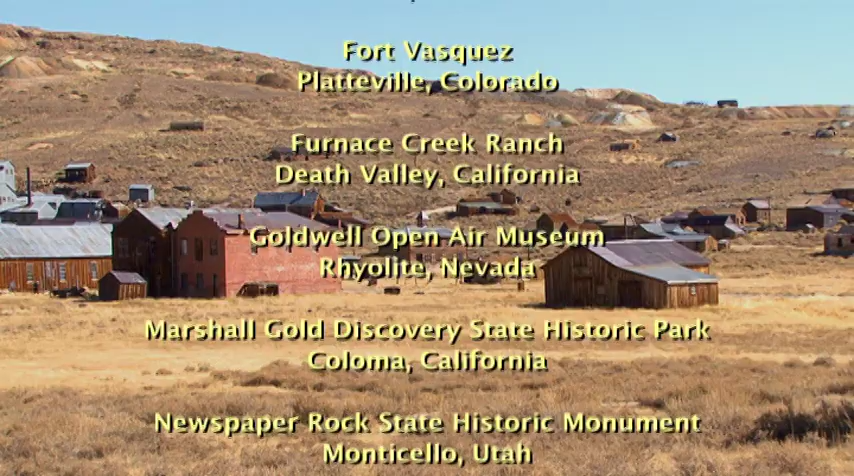 Fort Vasquez
Platteville, Colorado
Furnace Creek Ranch
Death Valley, California
Goldwell Open Air Museum
Rhyolite, Nevada
Marshall Gold Discovery State Historic Park
Coloma, California
Newspaper Rock State Historic Monument
Monticello, Utah